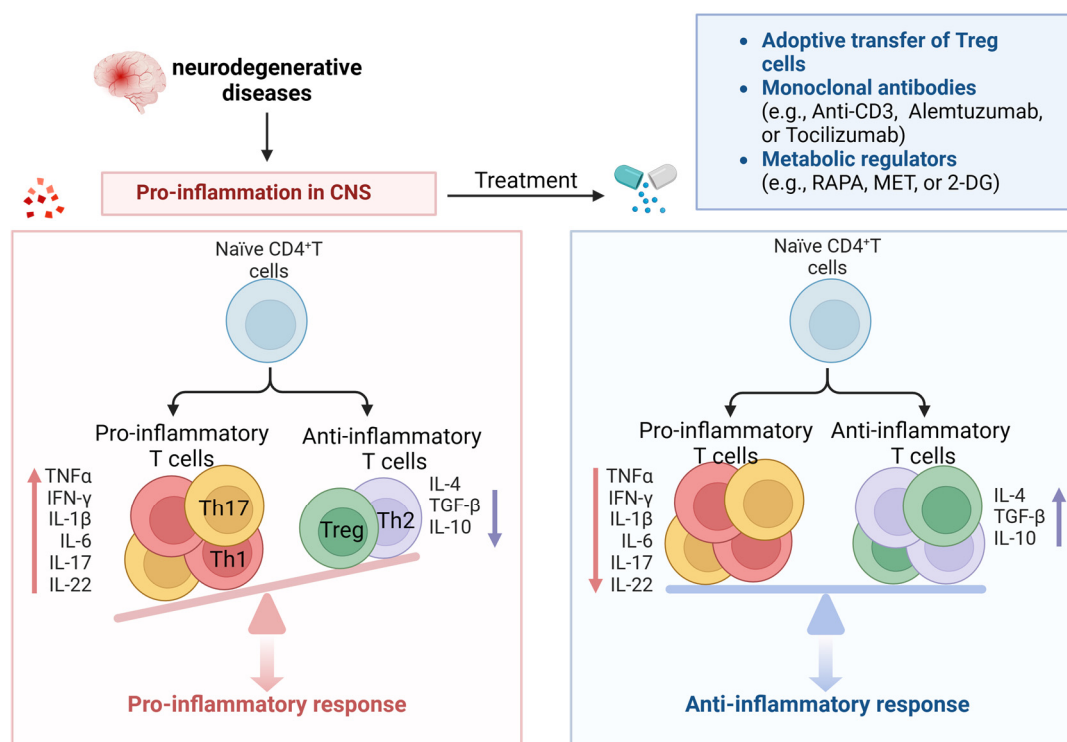 neurodegenerative
diseases
Pro-inflammation in CNS
Treatment
• Adoptive transfer of Treg
cells
• Monoclonal antibodies
(e.g., Anti-CD3, Alemtuzumab,
or Tocilizumab)
• Metabolic regulators
(e.g., RAPA, MET, or 2-DG)
Naïve CD4⁺T
cells
Pro-inflammatory
T cells
Anti-inflammatory
T cells
TNFα
IFN-γ
IL-1β
IL-6
IL-17
IL-22
Th17
Th1
Treg
Th2
IL-4
TGF-β
IL-10
Pro-inflammatory response
Naïve CD4⁺T
cells
Pro-inflammatory
T cells
Anti-inflammatory
T cells
TNFα
IFN-γ
IL-1β
IL-6
IL-17
IL-22
IL-4
TGF-β
IL-10
Anti-inflammatory response